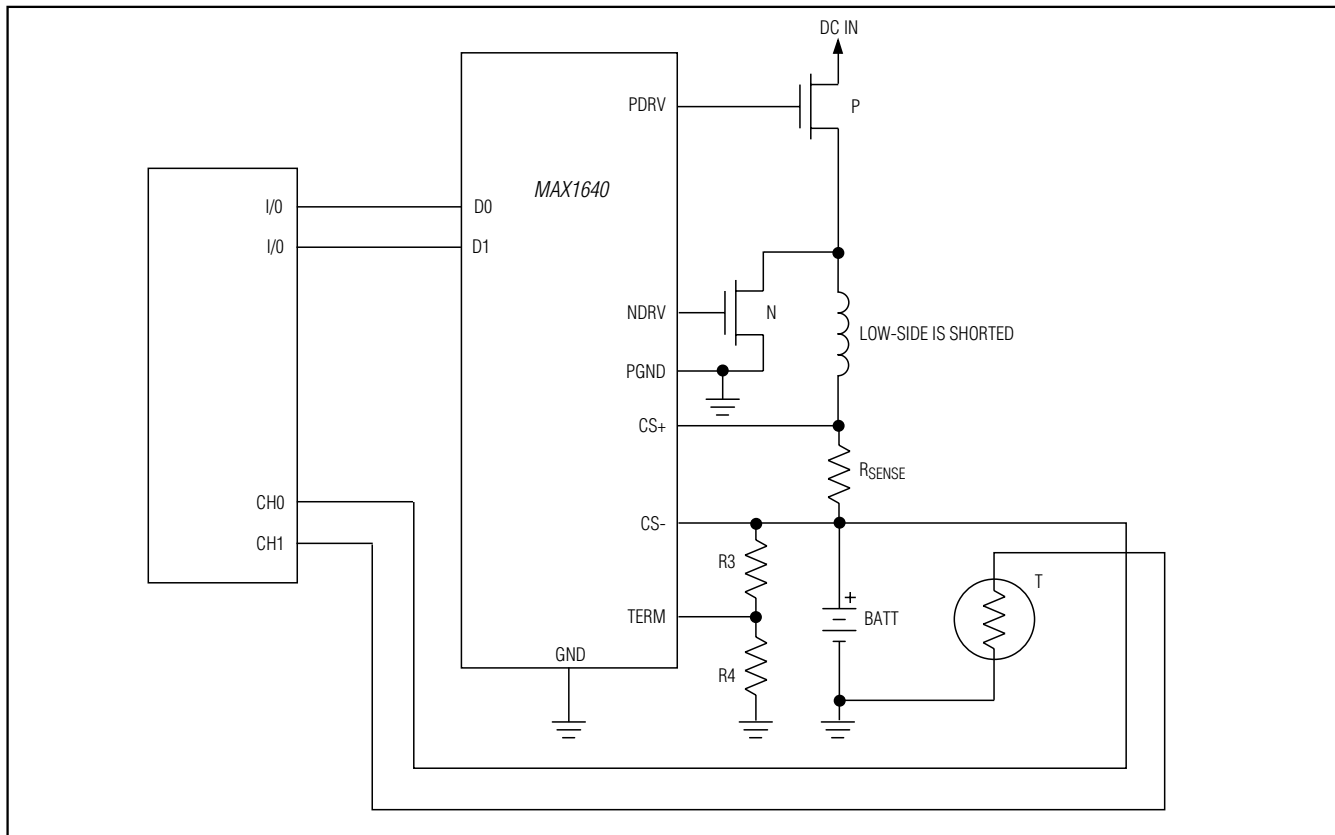 DC IN
PDRV
P
MAX1640
I/0
D0
I/0
D1
NDRV
N
LOW-SIDE IS SHORTED
PGND
CS+
RSENSE
CH0
CS-
CH1
R3
T
+
TERM
BATT
GND
R4